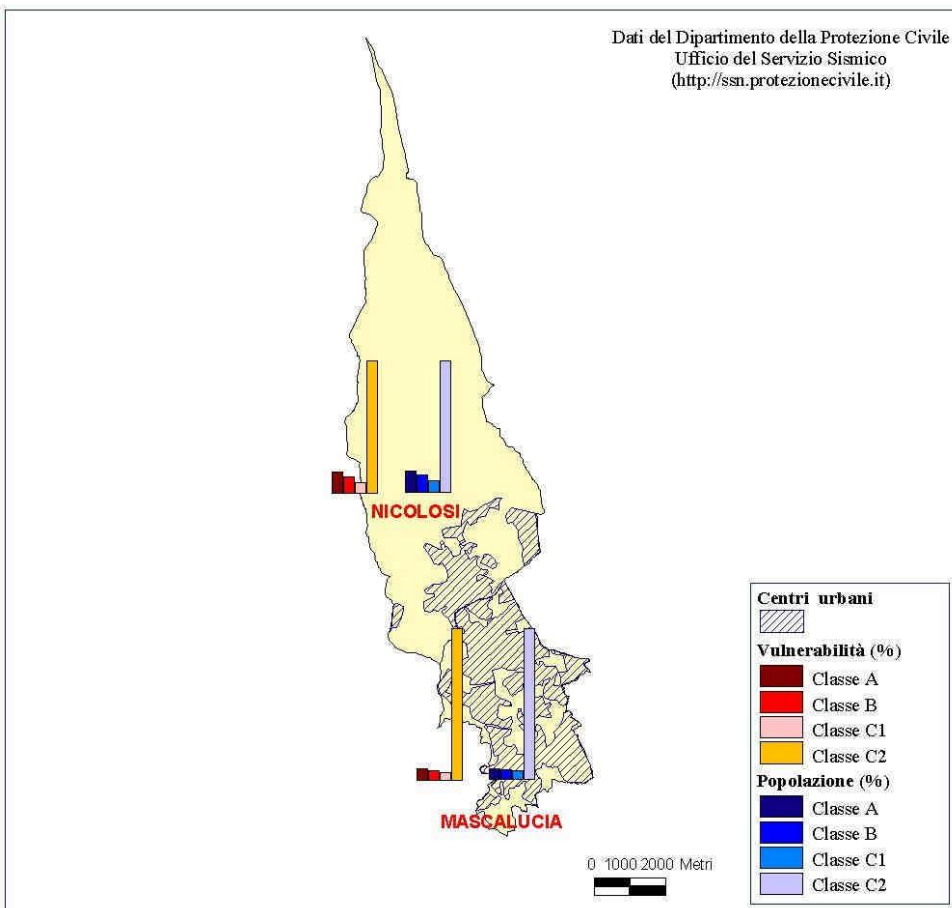 Dati del Dipartimento della Protezione Civile
Ufficio del Servizio Sismico
(http://ssn.protezionecivile.it)
NICOLOSI
MASCALUCIA
0 1000 2000 Metri
Centri urbani
Vulnerabilità (%)
Classe A
Classe B
Classe C1
Classe C2
Popolazione (%)
Classe A
Classe B
Classe C1
Classe C2